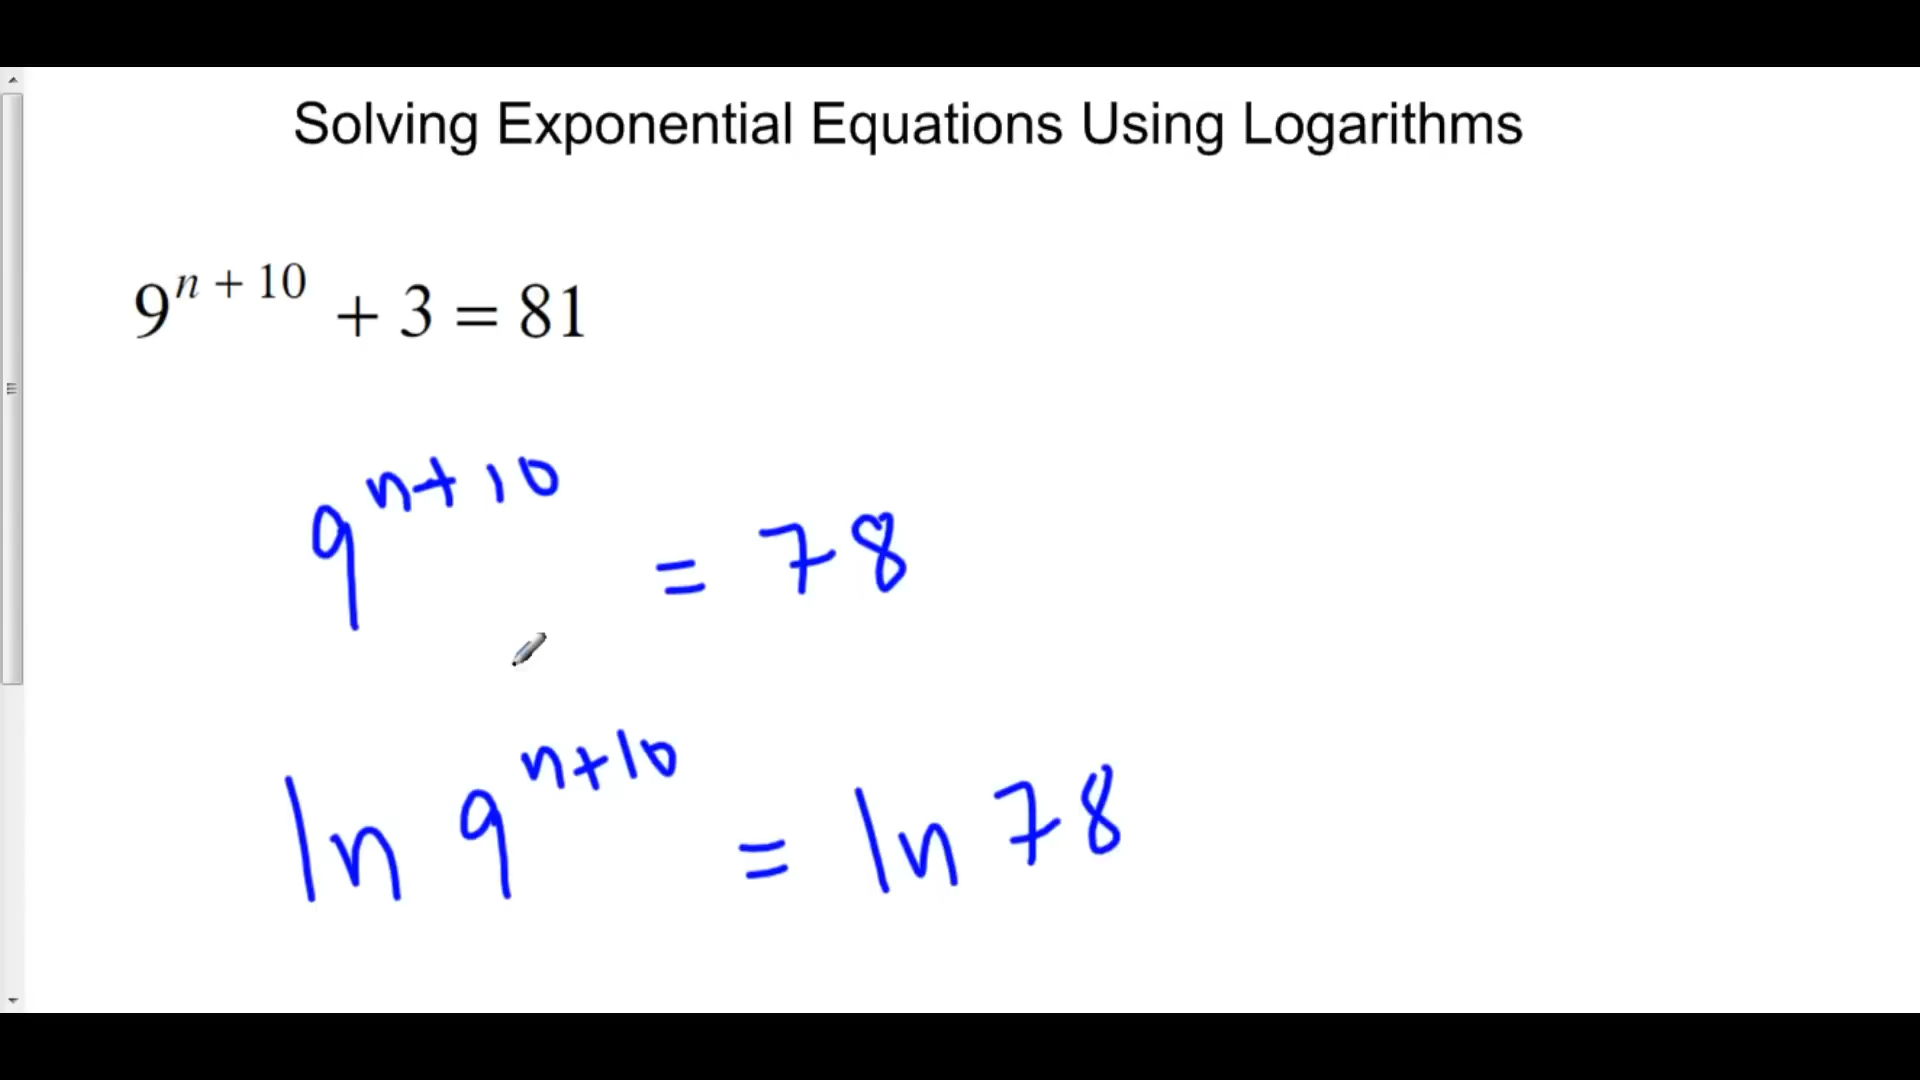 Solving Exponential Equations Using Logarithms
9^{n + 10} + 3 = 81
9^{n+10} = 78
ln 9^{n+10} = ln 78